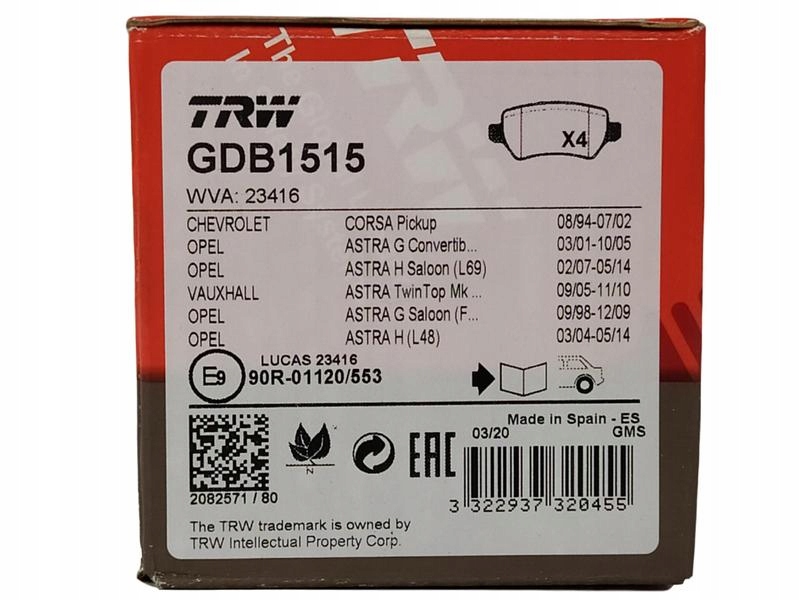 TRW
X4
GDB1515
WVA: 23416
CHEVROLET CORSA Pickup 08/94-07/02
OPEL ASTRA G Convertib... 03/01-10/05
OPEL ASTRA H Saloon (L69) 02/07-05/14
VAUXHALL ASTRA TwinTop Mk ... 09/05-11/10
OPEL ASTRA G Saloon (F... 09/98-12/09
OPEL ASTRA H (L48) 03/04-05/14
LUCAS 23416
E9 90R-01120/553
Made in Spain - ES
03/20 GMS
N
EAC
2082571 / 80
3 322937 320455
The TRW trademark is owned by
TRW Intellectual Property Corp.